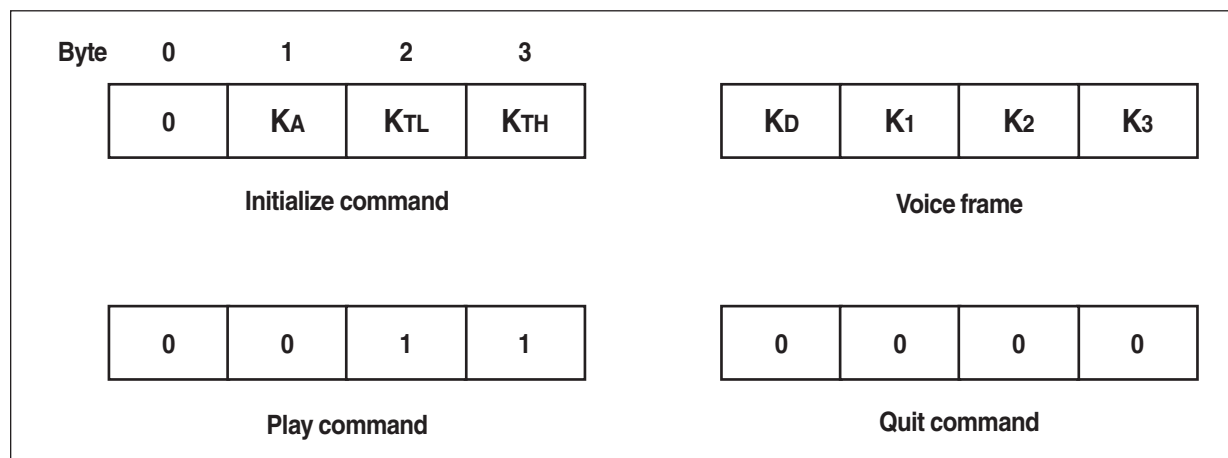 Byte 0 1 2 3
0 KA KTL KTH
KD K1 K2 K3
Initialize command
Voice frame
0 0 1 1
0 0 0 0
Play command
Quit command